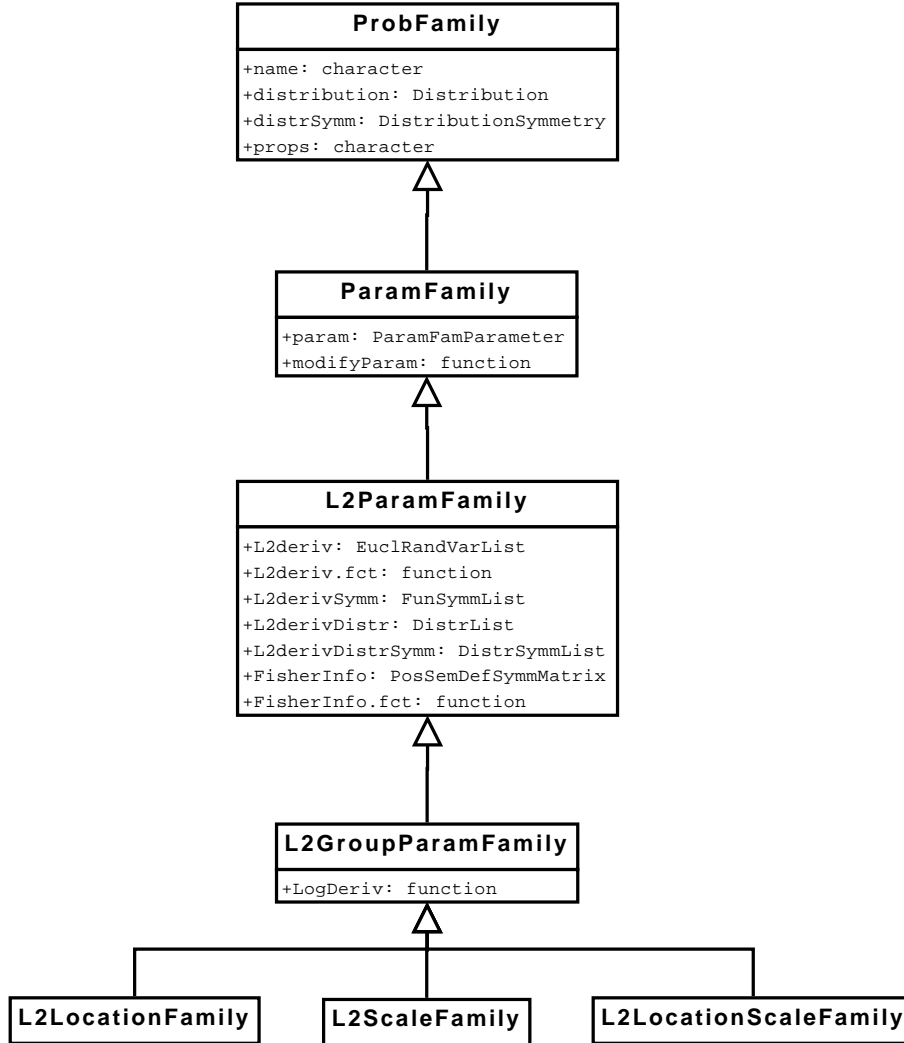 ProbFamily
+name: character
+distribution: Distribution
+distrSymm: DistributionSymmetry
+props: character
ParamFamily
+param: ParamFamParameter
+modifyParam: function
L2ParamFamily
+L2deriv: EuclRandVarList
+L2deriv.fct: function
+L2derivSymm: FunSymmList
+L2derivDistr: DistrList
+L2derivDistrSymm: DistrSymmList
+FisherInfo: PosSemDefSymmMatrix
+FisherInfo.fct: function
L2GroupParamFamily
+LogDeriv: function
L2LocationFamily
L2ScaleFamily
L2LocationScaleFamily